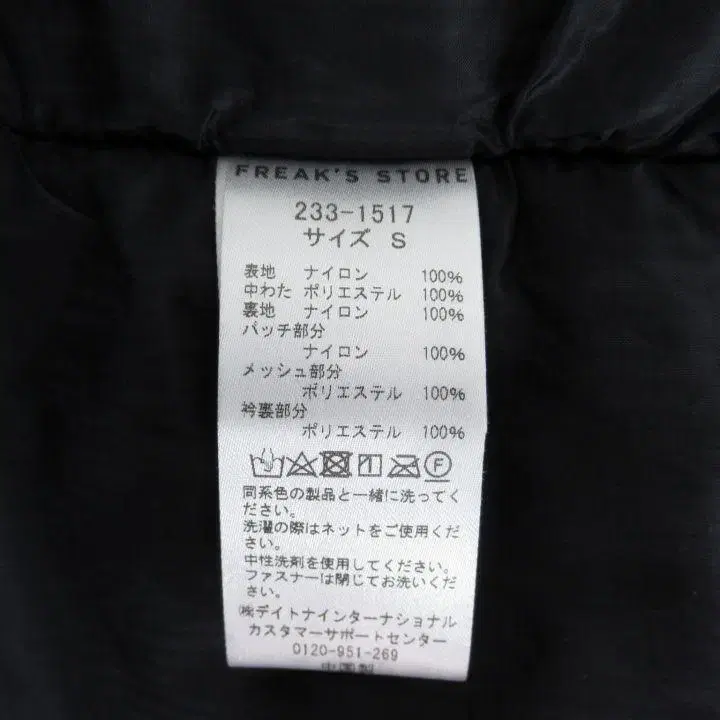 FREAK'S STORE
233-1517
サイズ S
表地 ナイロン 100%
中わた ポリエステル 100%
裏地 ナイロン 100%
パッチ部分
ナイロン 100%
メッシュ部分
ポリエステル 100%
衿裏部分
ポリエステル 100%
F
同系色の製品と一緒に洗ってく
ださい。
洗濯の際はネットをご使用くだ
さい。
中性洗剤を使用してください。
ファスナーは閉じてお洗いくだ
さい。
㈱デイトナインターナショナル
カスタマーサポートセンター
0120-951-269
中国製